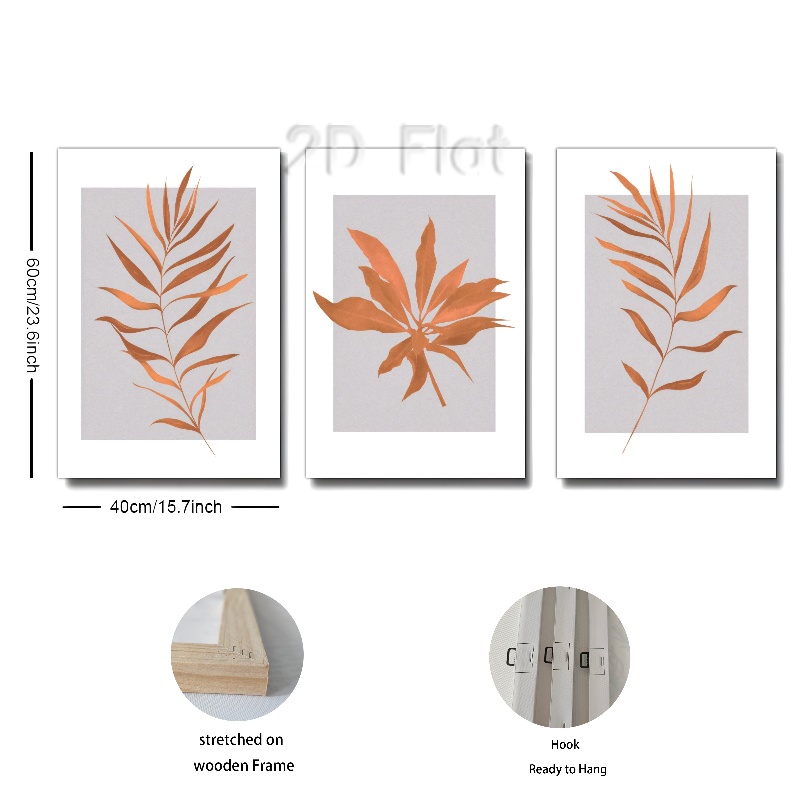 2D Flat
60cm/23.6inch
40cm/15.7inch
stretched on
wooden Frame
Hook
Ready to Hang